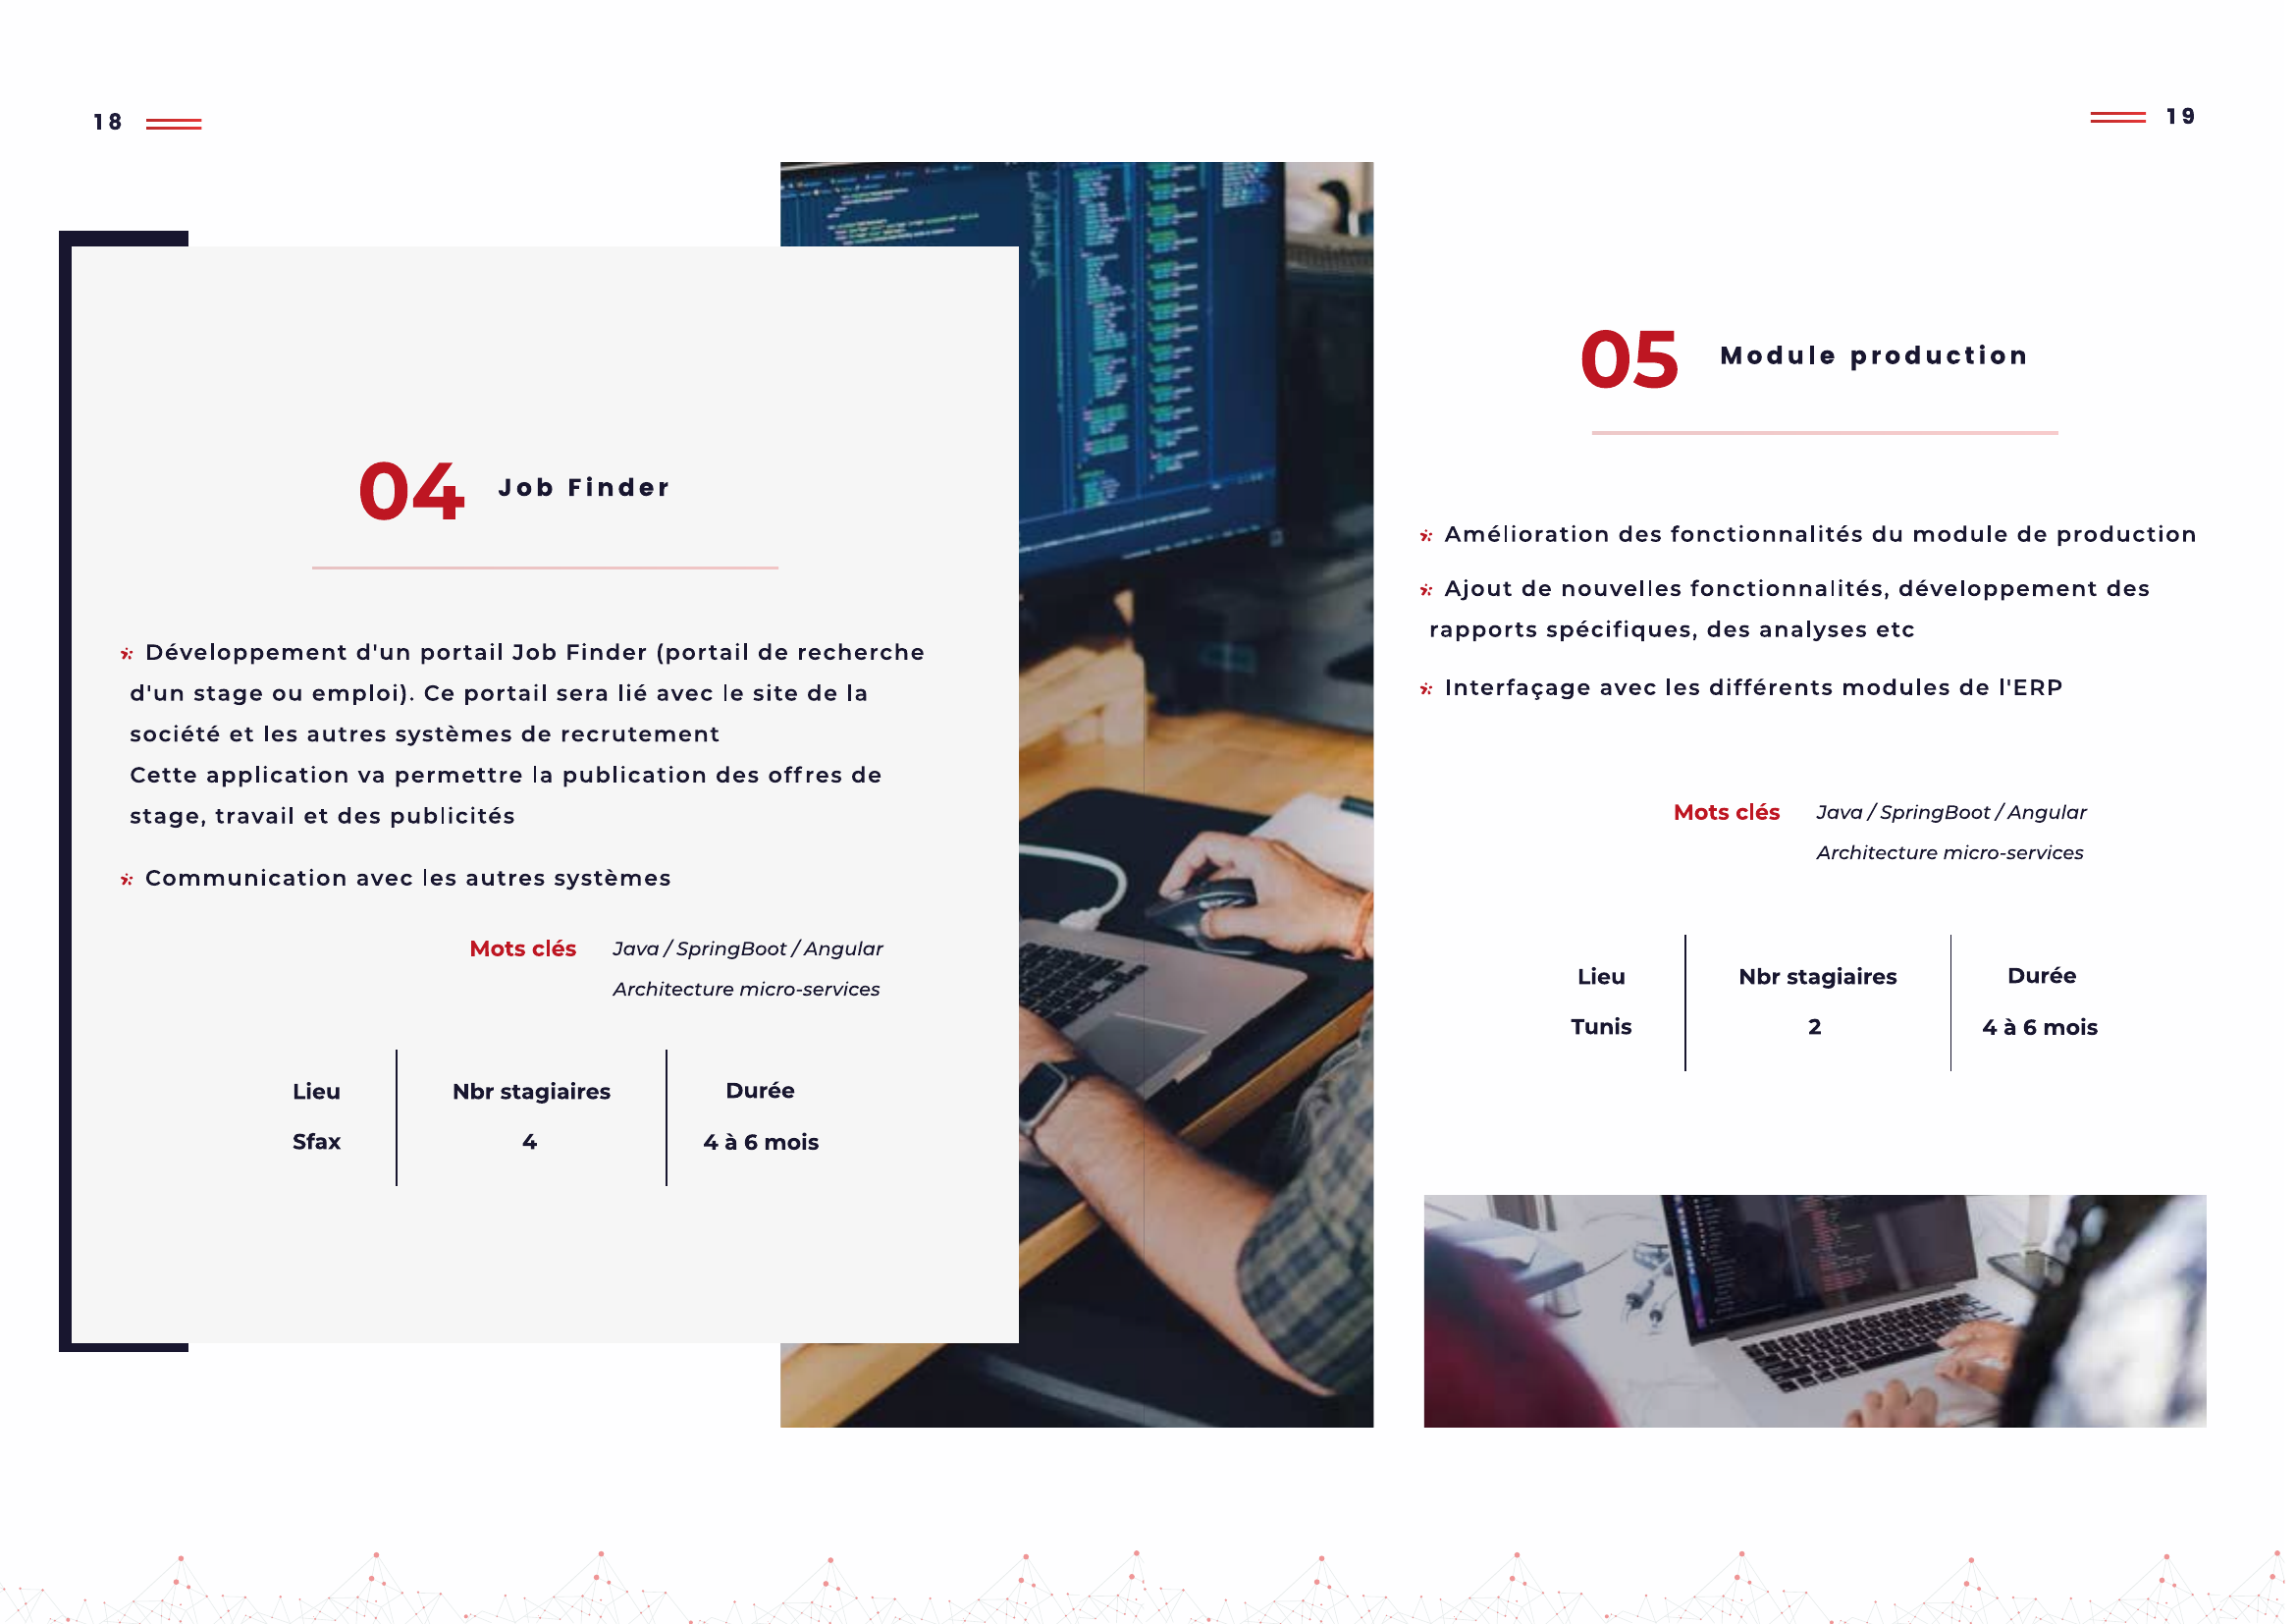 18
04 Job Finder
Développement d'un portail Job Finder (portail de recherche
d'un stage ou emploi). Ce portail sera lié avec le site de la
société et les autres systèmes de recrutement
Cette application va permettre la publication des offres de
stage, travail et des publicités
Communication avec les autres systèmes
Mots clés Java / SpringBoot / Angular
Architecture micro-services
Lieu Nbr stagiaires Durée
Sfax 4 4 à 6 mois
19
05 Module production
Amélioration des fonctionnalités du module de production
Ajout de nouvelles fonctionnalités, développement des
rapports spécifiques, des analyses etc
Interfaçage avec les différents modules de l'ERP
Mots clés Java / SpringBoot / Angular
Architecture micro-services
Lieu Nbr stagiaires Durée
Tunis 2 4 à 6 mois